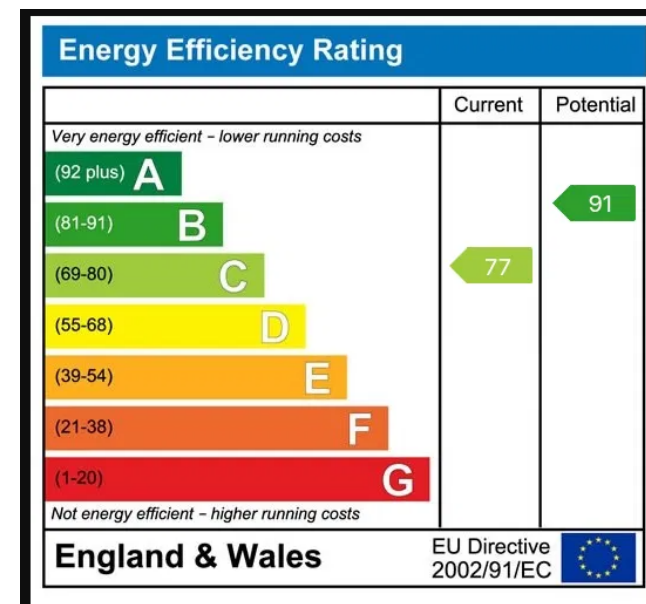 Energy Efficiency Rating
Current Potential
Very energy efficient – lower running costs
(92 plus) A
91
(81-91) B
(69-80) C
77
(55-68) D
(39-54) E
(21-38) F
(1-20) G
Not energy efficient – higher running costs
England & Wales
EU Directive
2002/91/EC